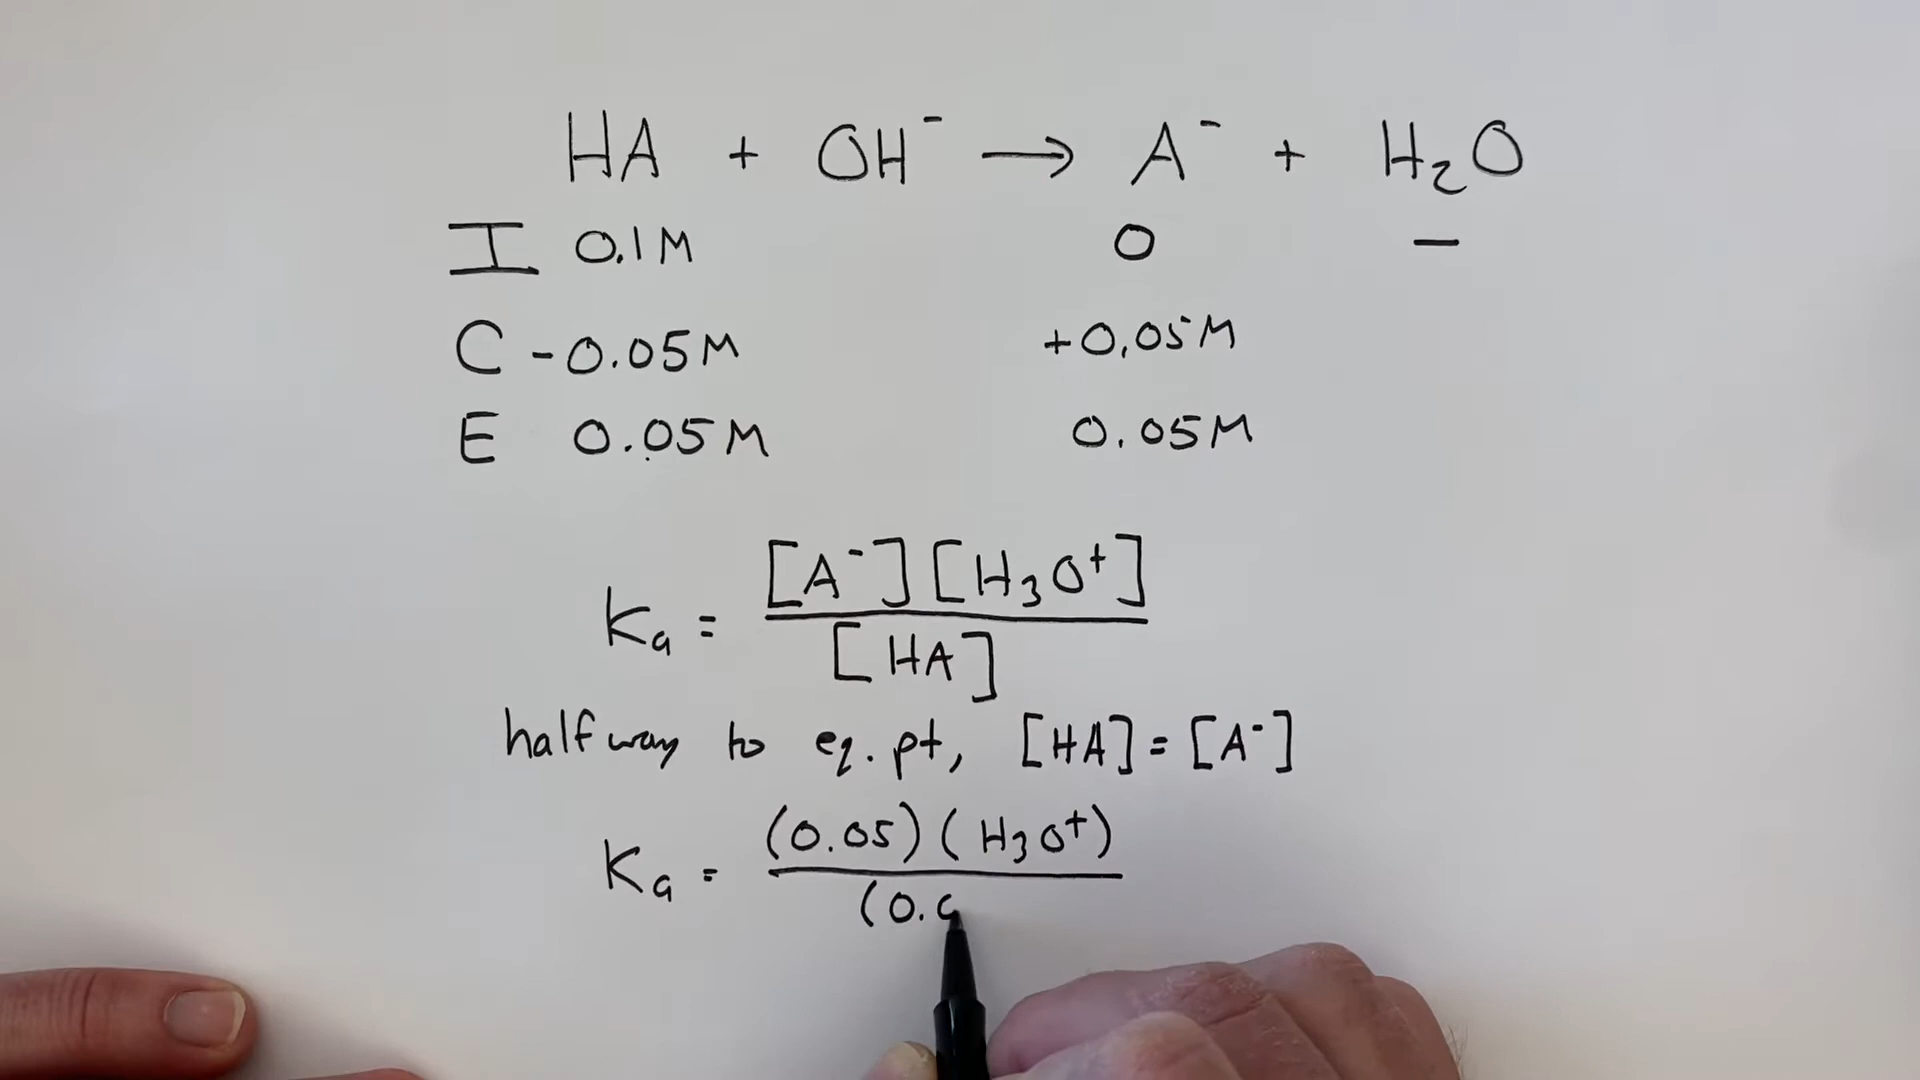 HA + OH⁻ → A⁻ + H₂O
I 0.1M 0 —
C -0.05M +0.05M
E 0.05M 0.05M
Ka = [A⁻][H₃O⁺] / [HA]
halfway to eq. pt, [HA] = [A⁻]
Ka = (0.05)(H₃O⁺) / (0.